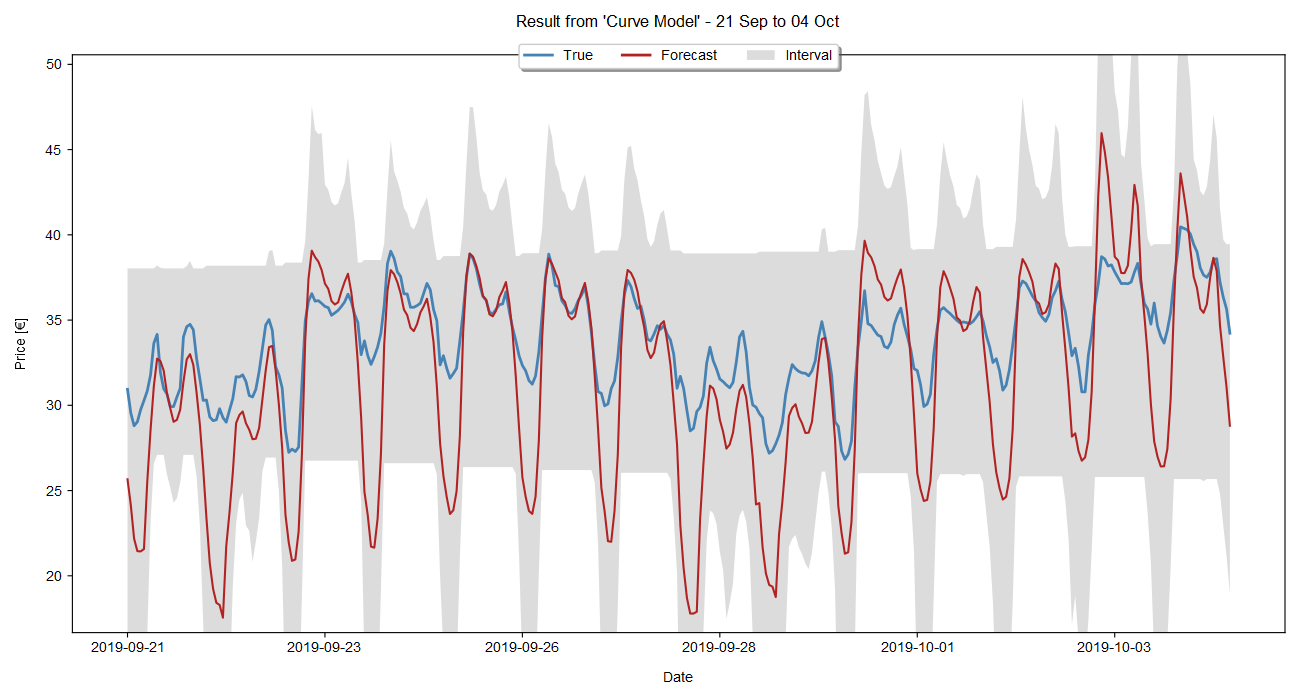 Result from 'Curve Model' - 21 Sep to 04 Oct
True Forecast Interval
50
45
40
35
30
25
20
Price [€]
2019-09-21 2019-09-23 2019-09-26 2019-09-28 2019-10-01 2019-10-03
Date